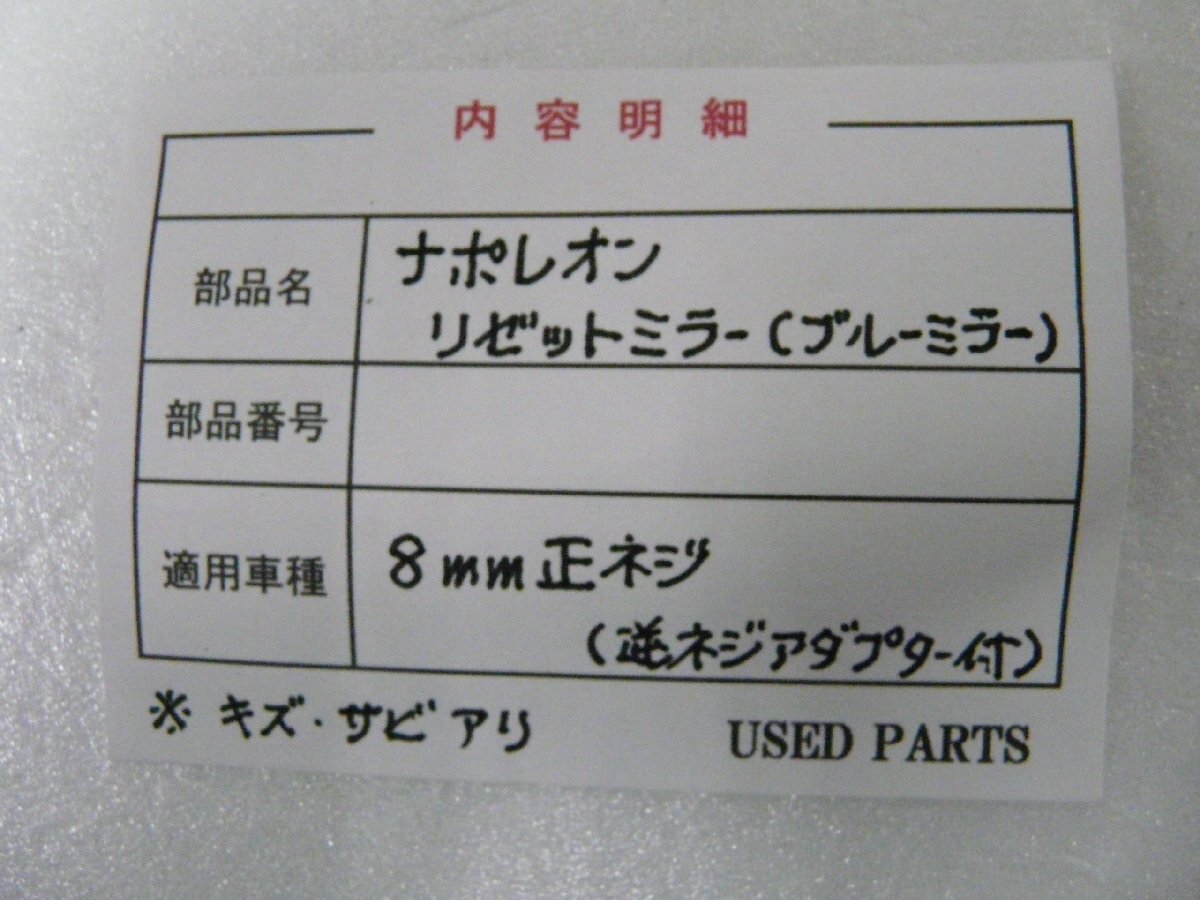 内容明細
部品名
ナポレオン
リゼットミラー(ブルーミラー)
部品番号
適用車種
8mm正ネジ
(逆ネジアダプター付)
※ キズ・サビアリ
USED PARTS